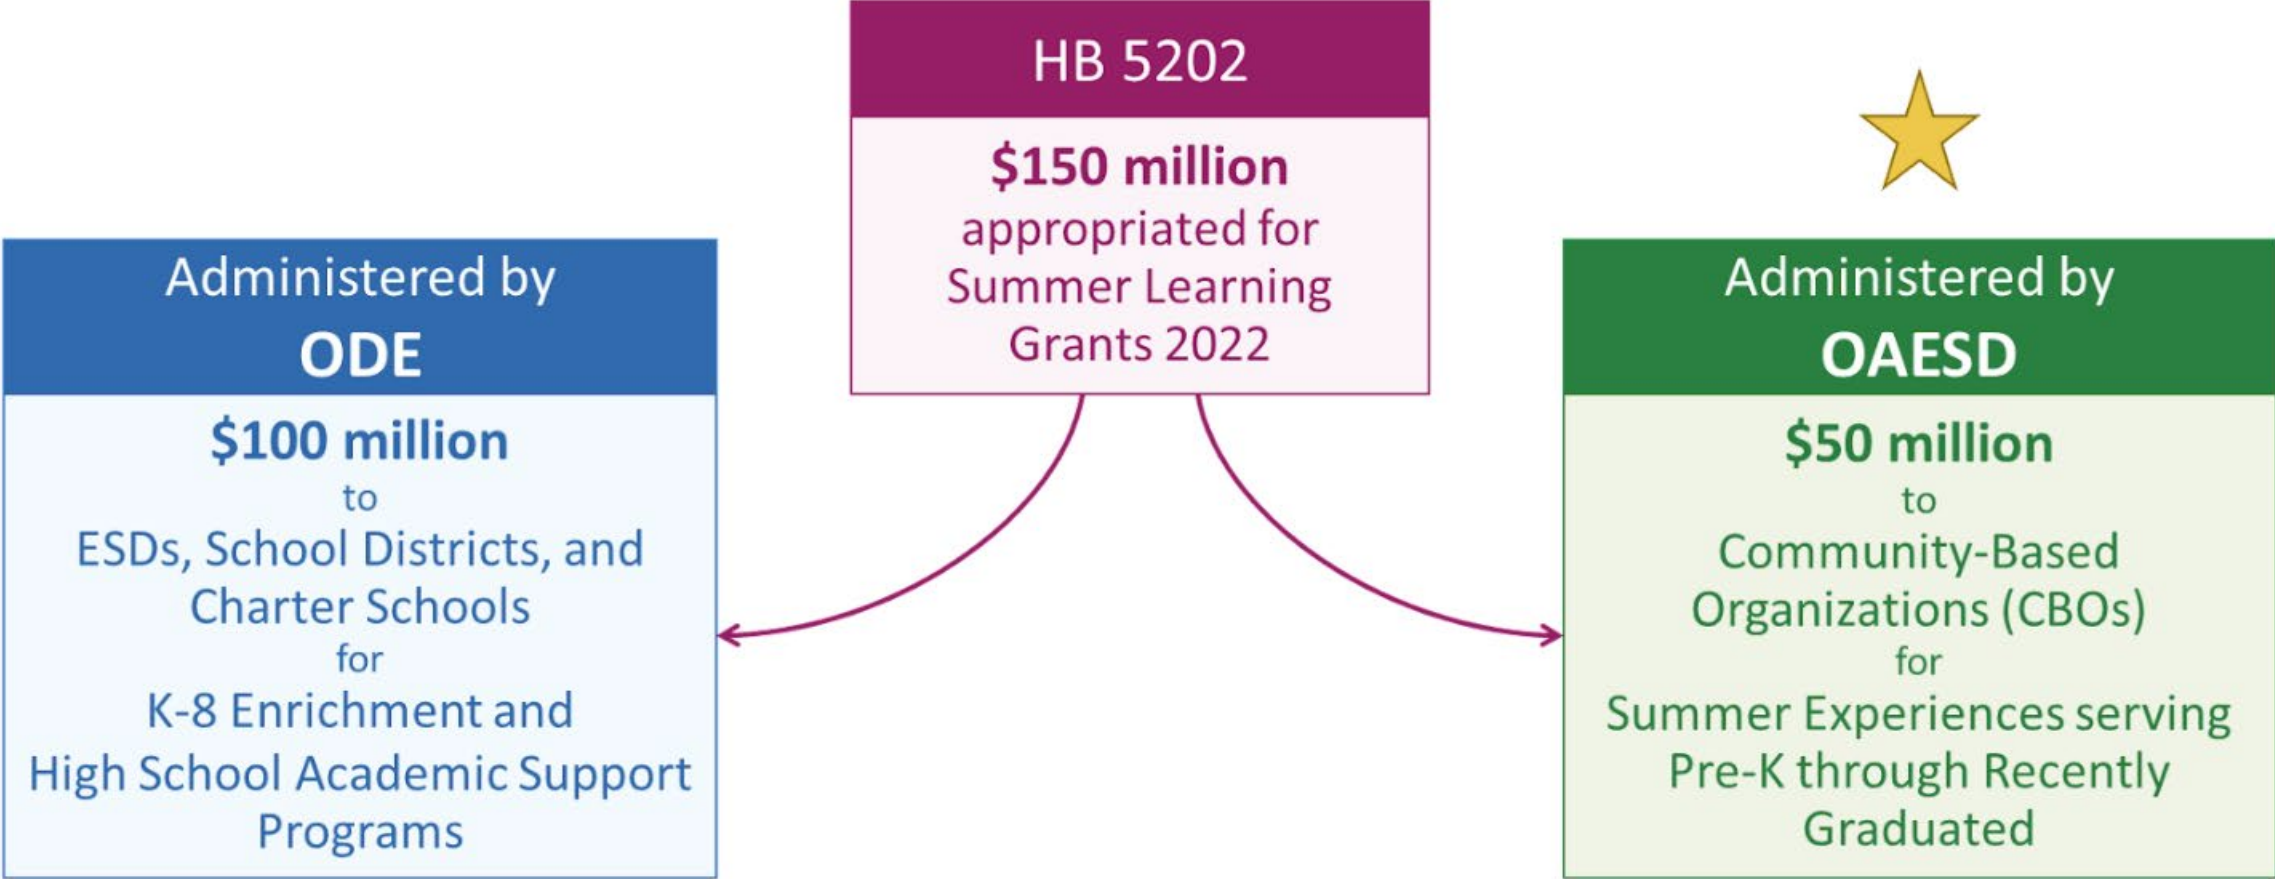 HB 5202
$150 million
appropriated for
Summer Learning
Grants 2022
Administered by
ODE
$100 million
to
ESDs, School Districts, and
Charter Schools
for
K-8 Enrichment and
High School Academic Support
Programs
Administered by
OAESD
$50 million
to
Community-Based
Organizations (CBOs)
for
Summer Experiences serving
Pre-K through Recently
Graduated